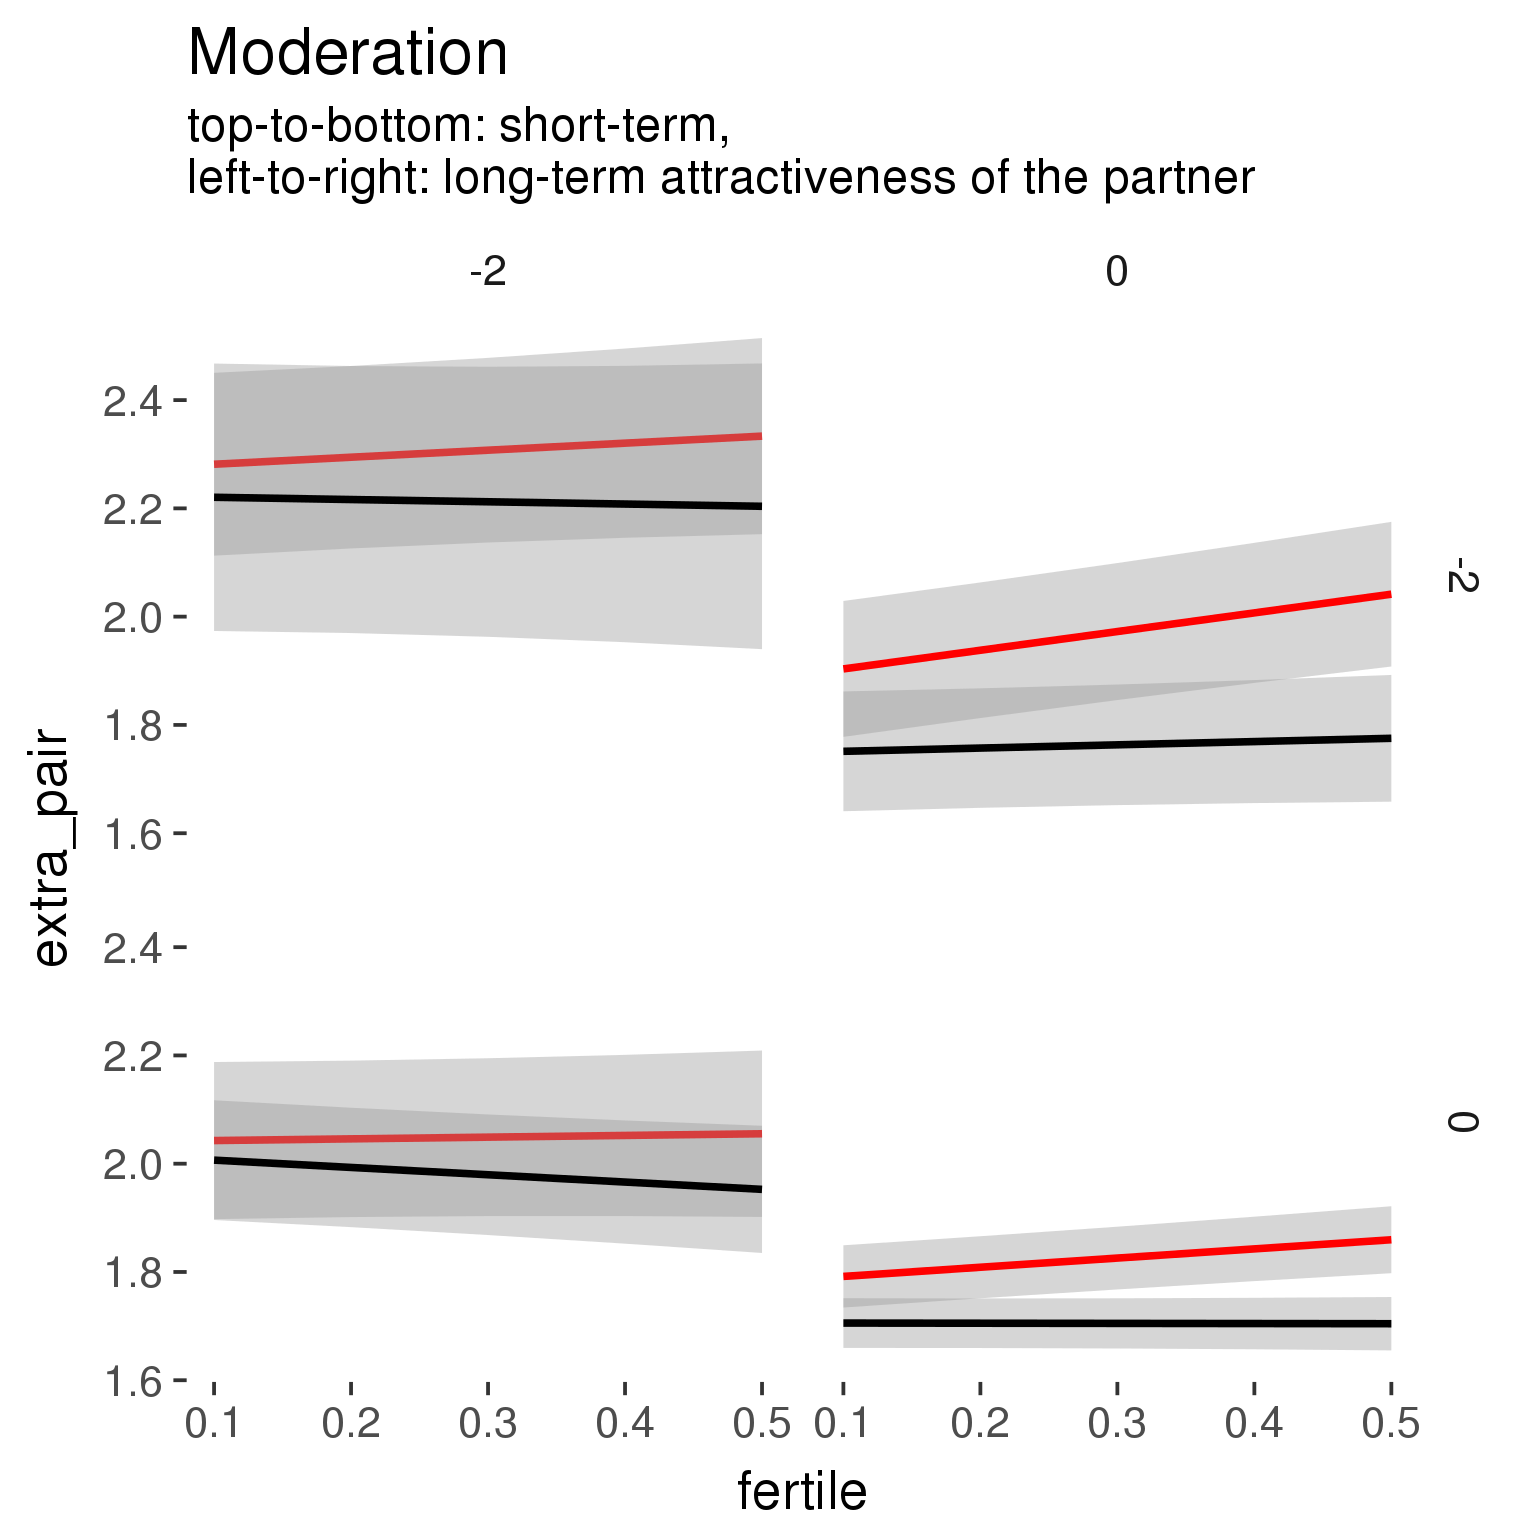 Moderation
top-to-bottom: short-term,
left-to-right: long-term attractiveness of the partner
-2
0
2.4
2.2
2.0
1.8
1.6
-2
extra_pair
2.4
2.2
2.0
1.8
1.6
0
0.1 0.2 0.3 0.4 0.5 0.1 0.2 0.3 0.4 0.5
fertile